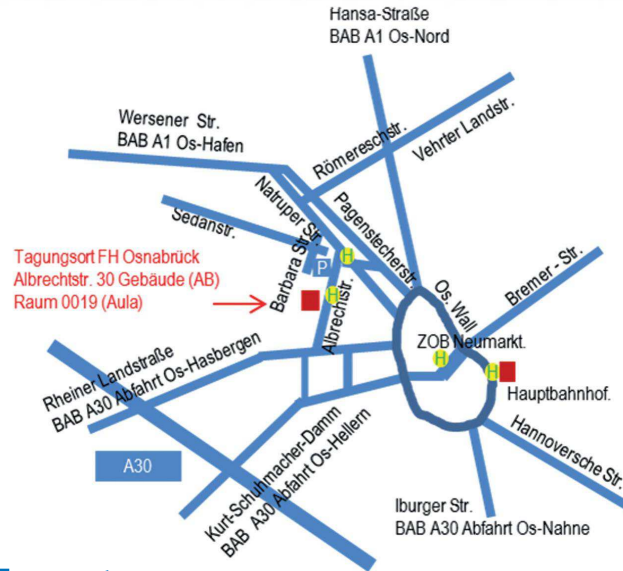 Hansa-Straße
BAB A1 Os-Nord
Wersener Str.
BAB A1 Os-Hafen
Römereschstr.
Vehrter Landstr.
Natruper Str.
Pagenstecherstr.
Sedanstr.
Barbara Str.
P
H
Tagungsort FH Osnabrück
Albrechtstr. 30 Gebäude (AB)
Raum 0019 (Aula)
H
Albrechtstr.
Os. Wall
Bremer - Str.
ZOB Neumarkt.
H
H
Hauptbahnhof.
Rheiner Landstraße
BAB A30 Abfahrt Os-Hasbergen
A30
Kurt-Schuhmacher-Damm
BAB A30 Abfahrt Os-Hellern
Hannoversche Str.
Iburger Str.
BAB A30 Abfahrt Os-Nahne